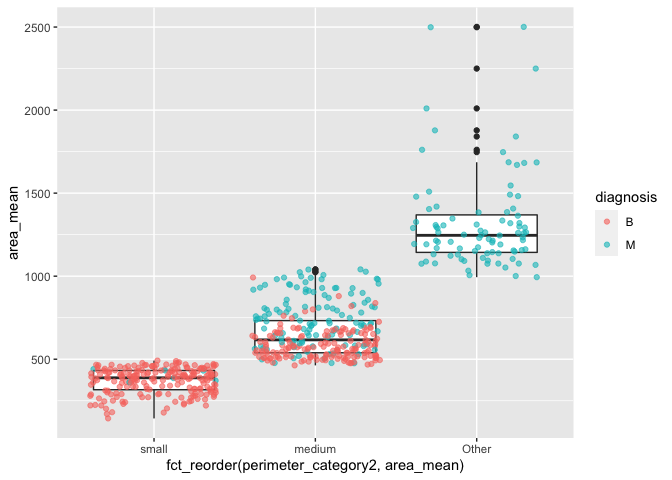 2500
2000
1500
1000
500
area_mean
small medium Other
fct_reorder(perimeter_category2, area_mean)
diagnosis
B
M